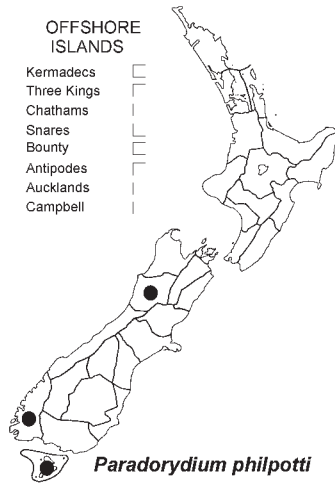 OFFSHORE
ISLANDS
Kermadecs
Three Kings
Chathams
Snares
Bounty
Antipodes
Aucklands
Campbell
Paradorydium philpotti